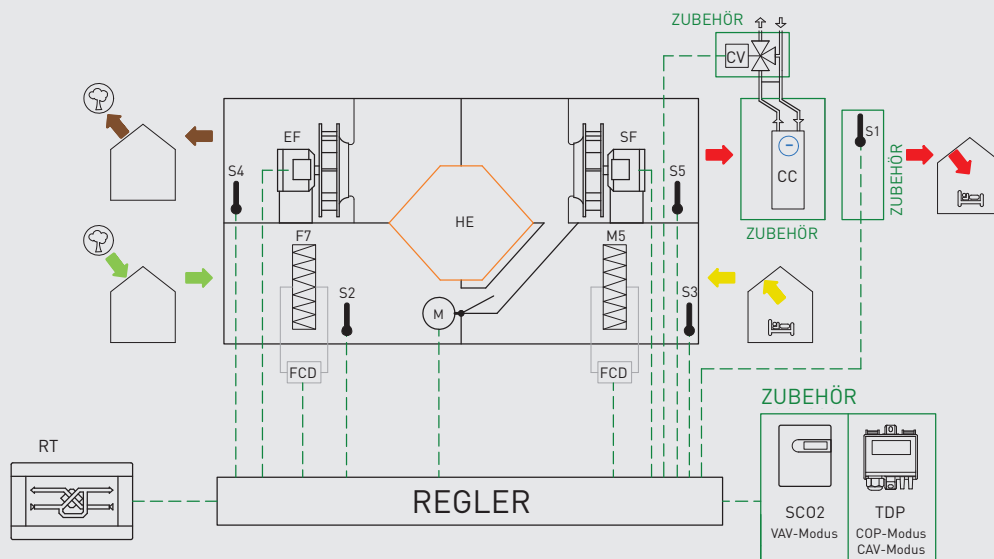 ZUBEHÖR
CV
S1
EF
SF
S4
S5
CC
ZUBEHÖR
HE
ZUBEHÖR
F7
M5
S2
M
S3
FCD
FCD
ZUBEHÖR
RT
REGLER
SCO2
TDP
VAV-Modus
COP-Modus
CAV-Modus